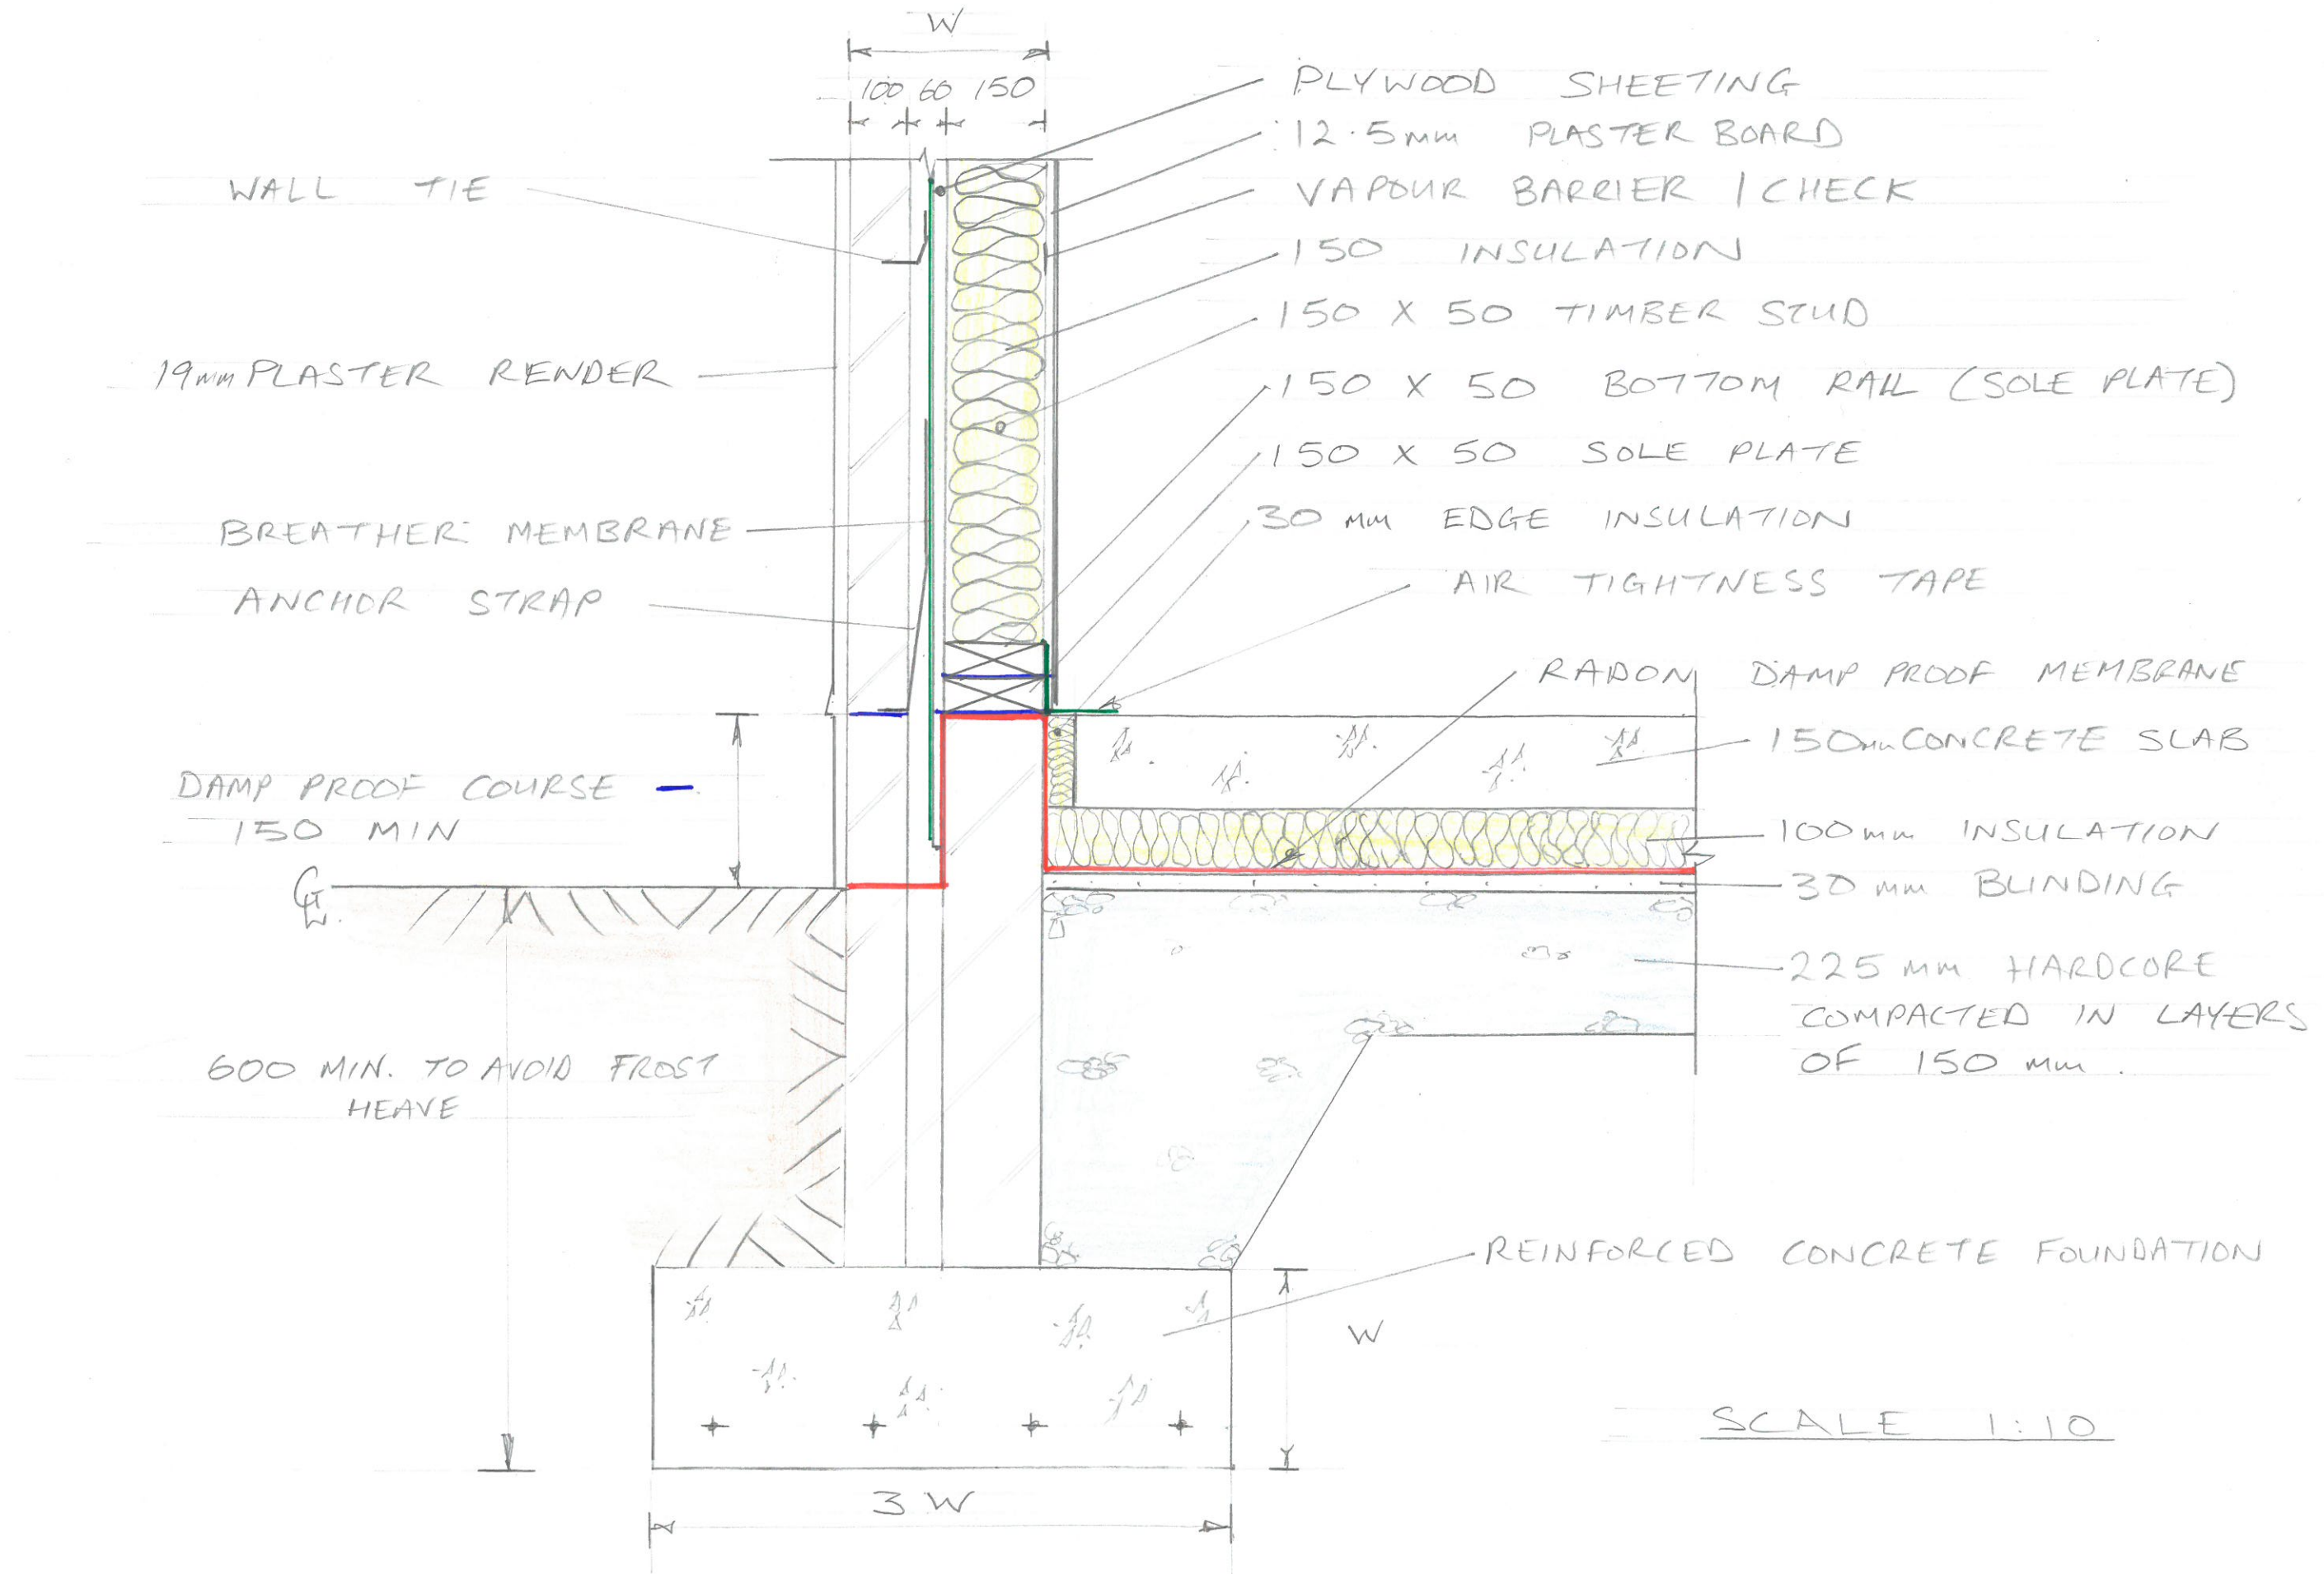 W
100 60 150
PLYWOOD SHEETING
12.5mm PLASTER BOARD
WALL TIE
VAPOUR BARRIER / CHECK
150 INSULATION
150 X 50 TIMBER STUD
19mm PLASTER RENDER
150 X 50 BOTTOM RAIL (SOLE PLATE)
150 X 50 SOLE PLATE
BREATHER MEMBRANE
30 mm EDGE INSULATION
ANCHOR STRAP
AIR TIGHTNESS TAPE
RADON DAMP PROOF MEMBRANE
150mm CONCRETE SLAB
DAMP PROOF COURSE
150 MIN
100mm INSULATION
GL
30 mm BLINDING
225 mm HARDCORE
COMPACTED IN LAYERS
OF 150 mm.
600 MIN. TO AVOID FROST
HEAVE
REINFORCED CONCRETE FOUNDATION
W
SCALE 1:10
3W